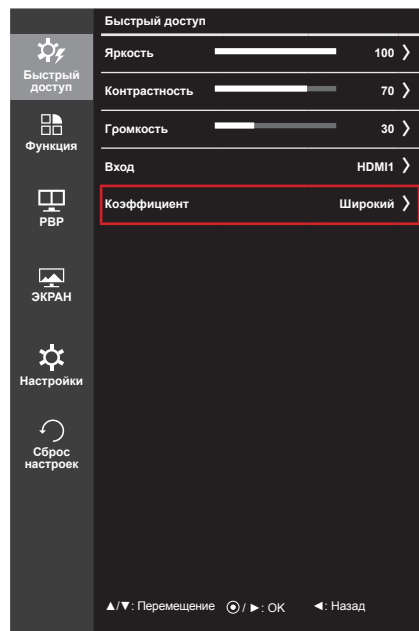 Быстрый доступ
Быстрый
доступ
Функция
PBP
ЭКРАН
Настройки
Сброс
настроек
Яркость 100
Контрастность 70
Громкость 30
Вход HDMI1
Коэффициент Широкий
▲/▼: Перемещение ⦿/ ►: OK ◄: Назад